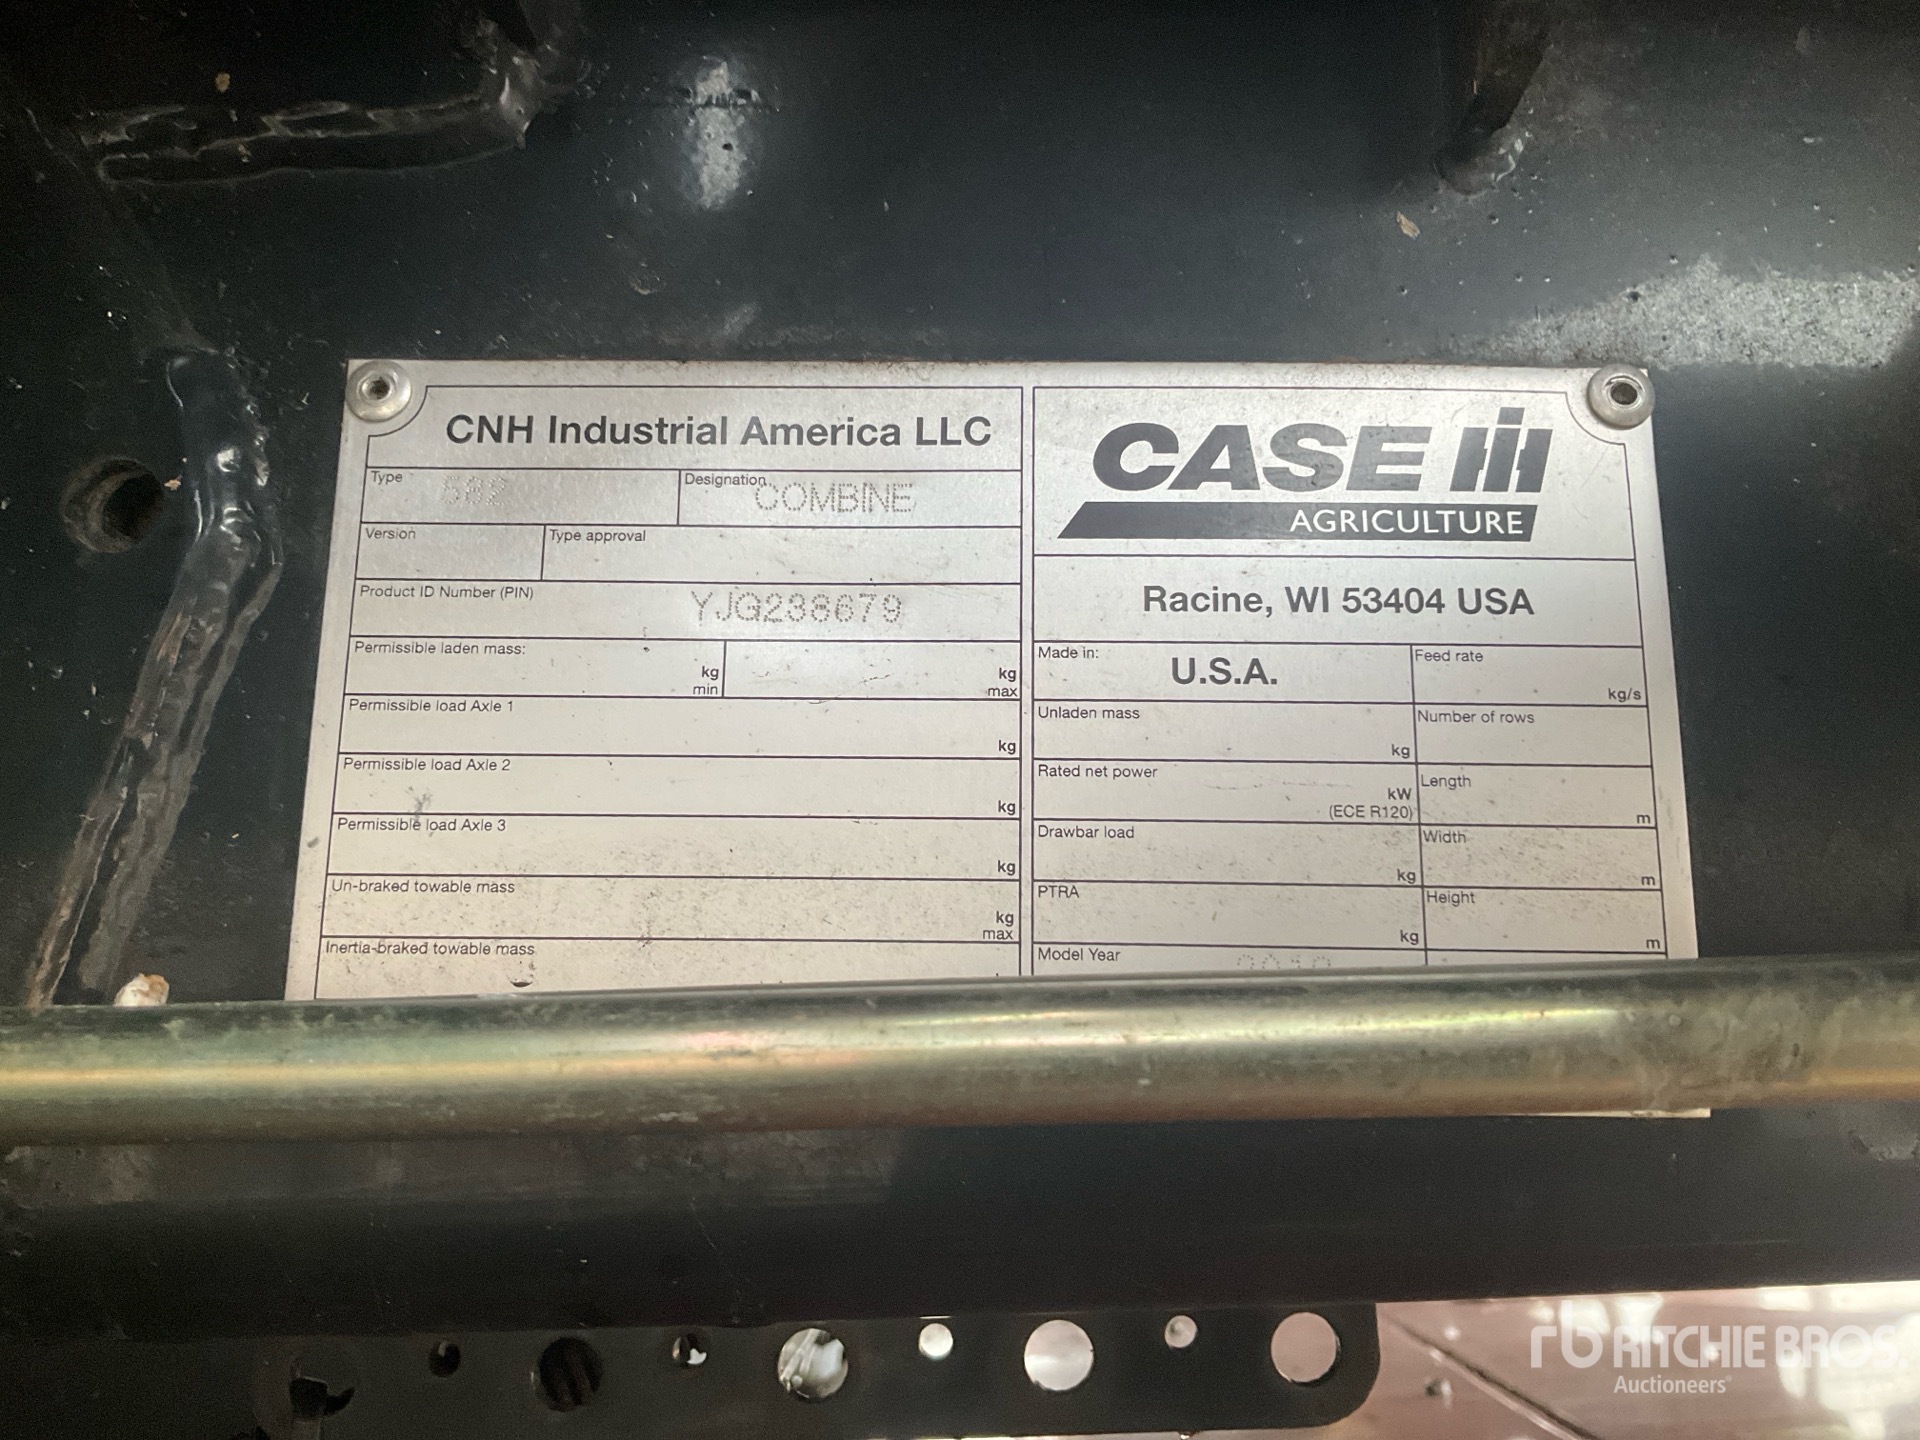 CNH Industrial America LLC
Type 582
Designation COMBINE
Version
Type approval
Product ID Number (PIN) YJG238679
Permissible laden mass:
kg
min
kg
max
Permissible load Axle 1
kg
Permissible load Axle 2
kg
Permissible load Axle 3
kg
Un-braked towable mass
kg
max
Inertia-braked towable mass
CASE IH
AGRICULTURE
Racine, WI 53404 USA
Made in: U.S.A.
Feed rate
kg/s
Unladen mass
kg
Number of rows
Rated net power
kW
(ECE R120)
Length
m
Drawbar load
kg
Width
m
PTRA
kg
Height
m
Model Year
rb RITCHIE BROS
Auctioneers